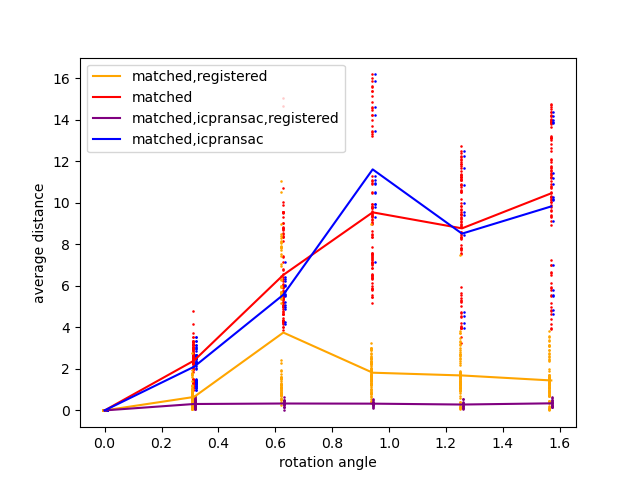 matched,registered
matched
matched,icpransac,registered
matched,icpransac
16
14
12
10
8
6
4
2
0
average distance
0.0 0.2 0.4 0.6 0.8 1.0 1.2 1.4 1.6
rotation angle